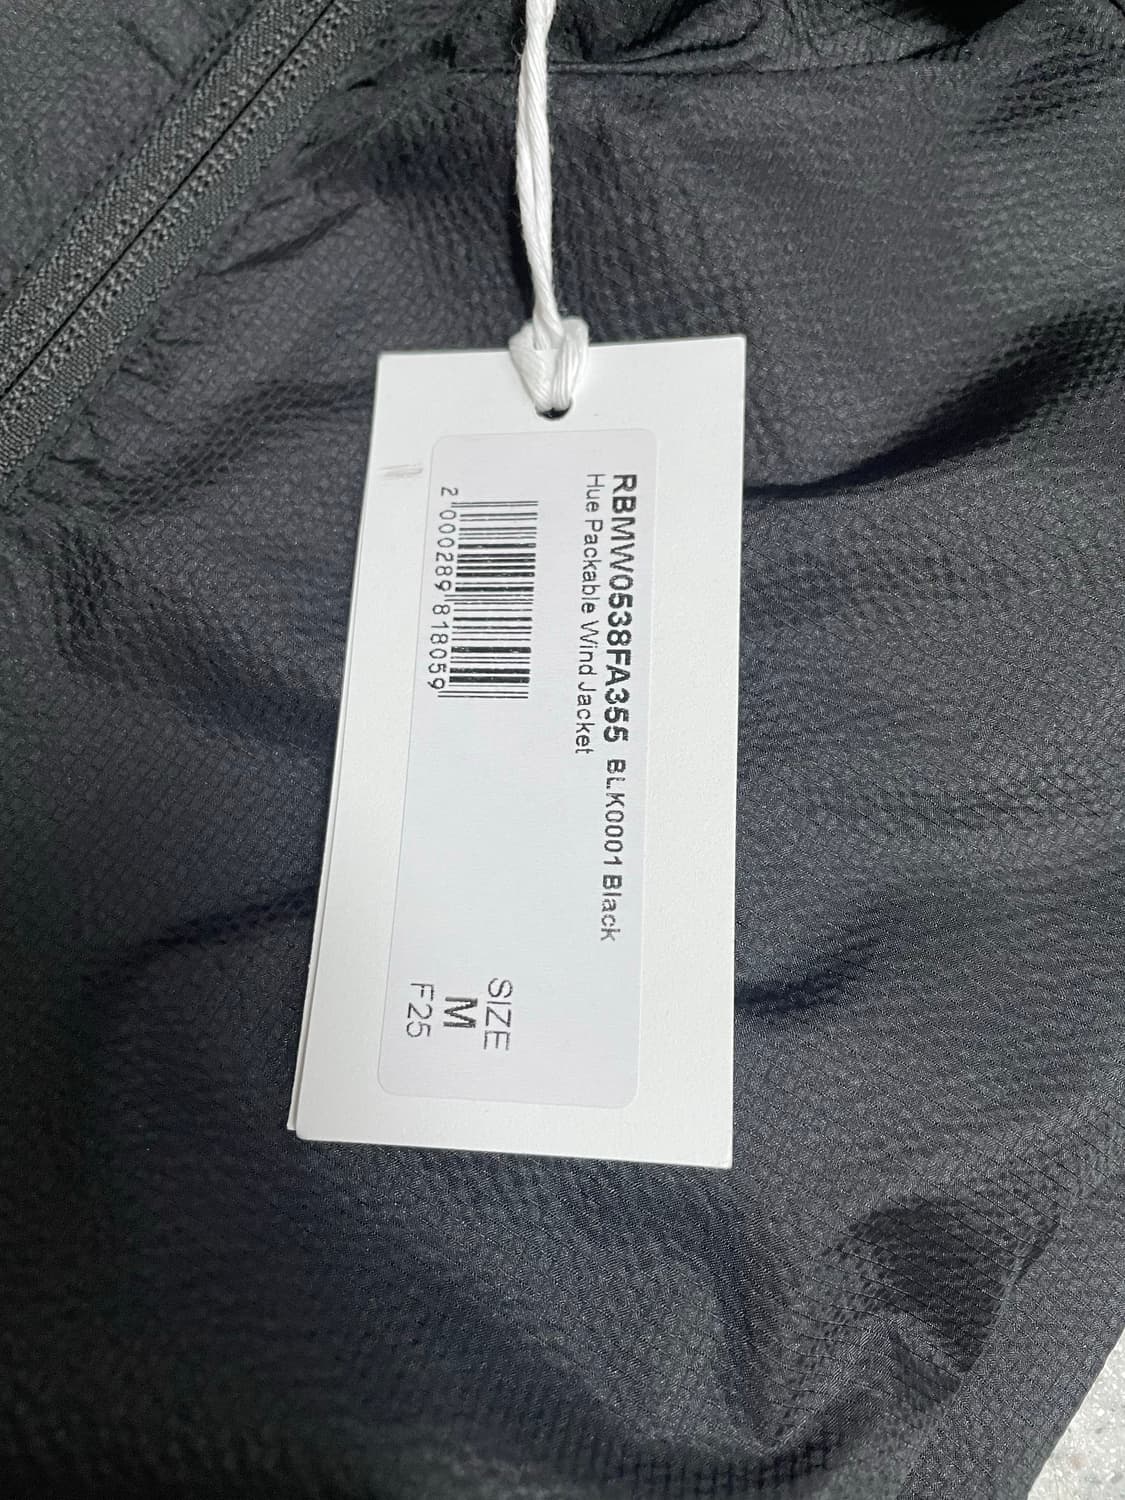 RBMW0538FA355 BLK0001 Black
Hue Packable Wind Jacket
2 000289 818059
SIZE
M
F25